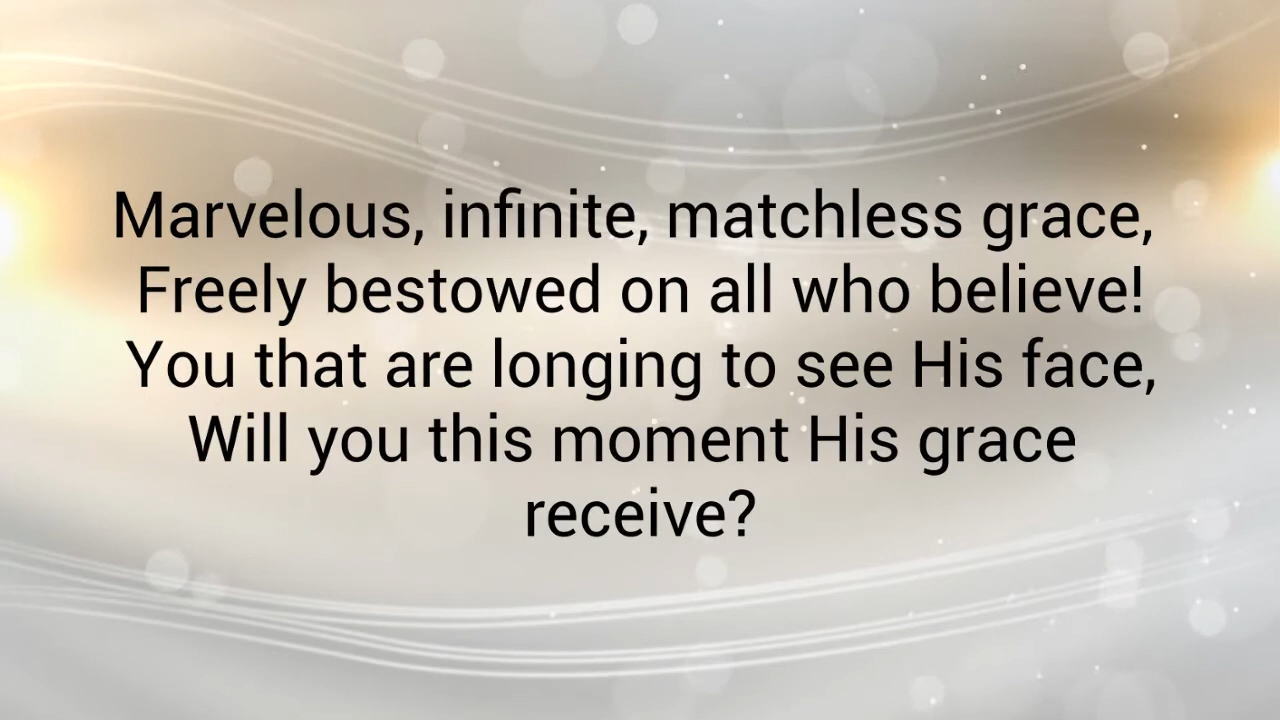 Marvelous, infinite, matchless grace,
Freely bestowed on all who believe!
You that are longing to see His face,
Will you this moment His grace
receive?